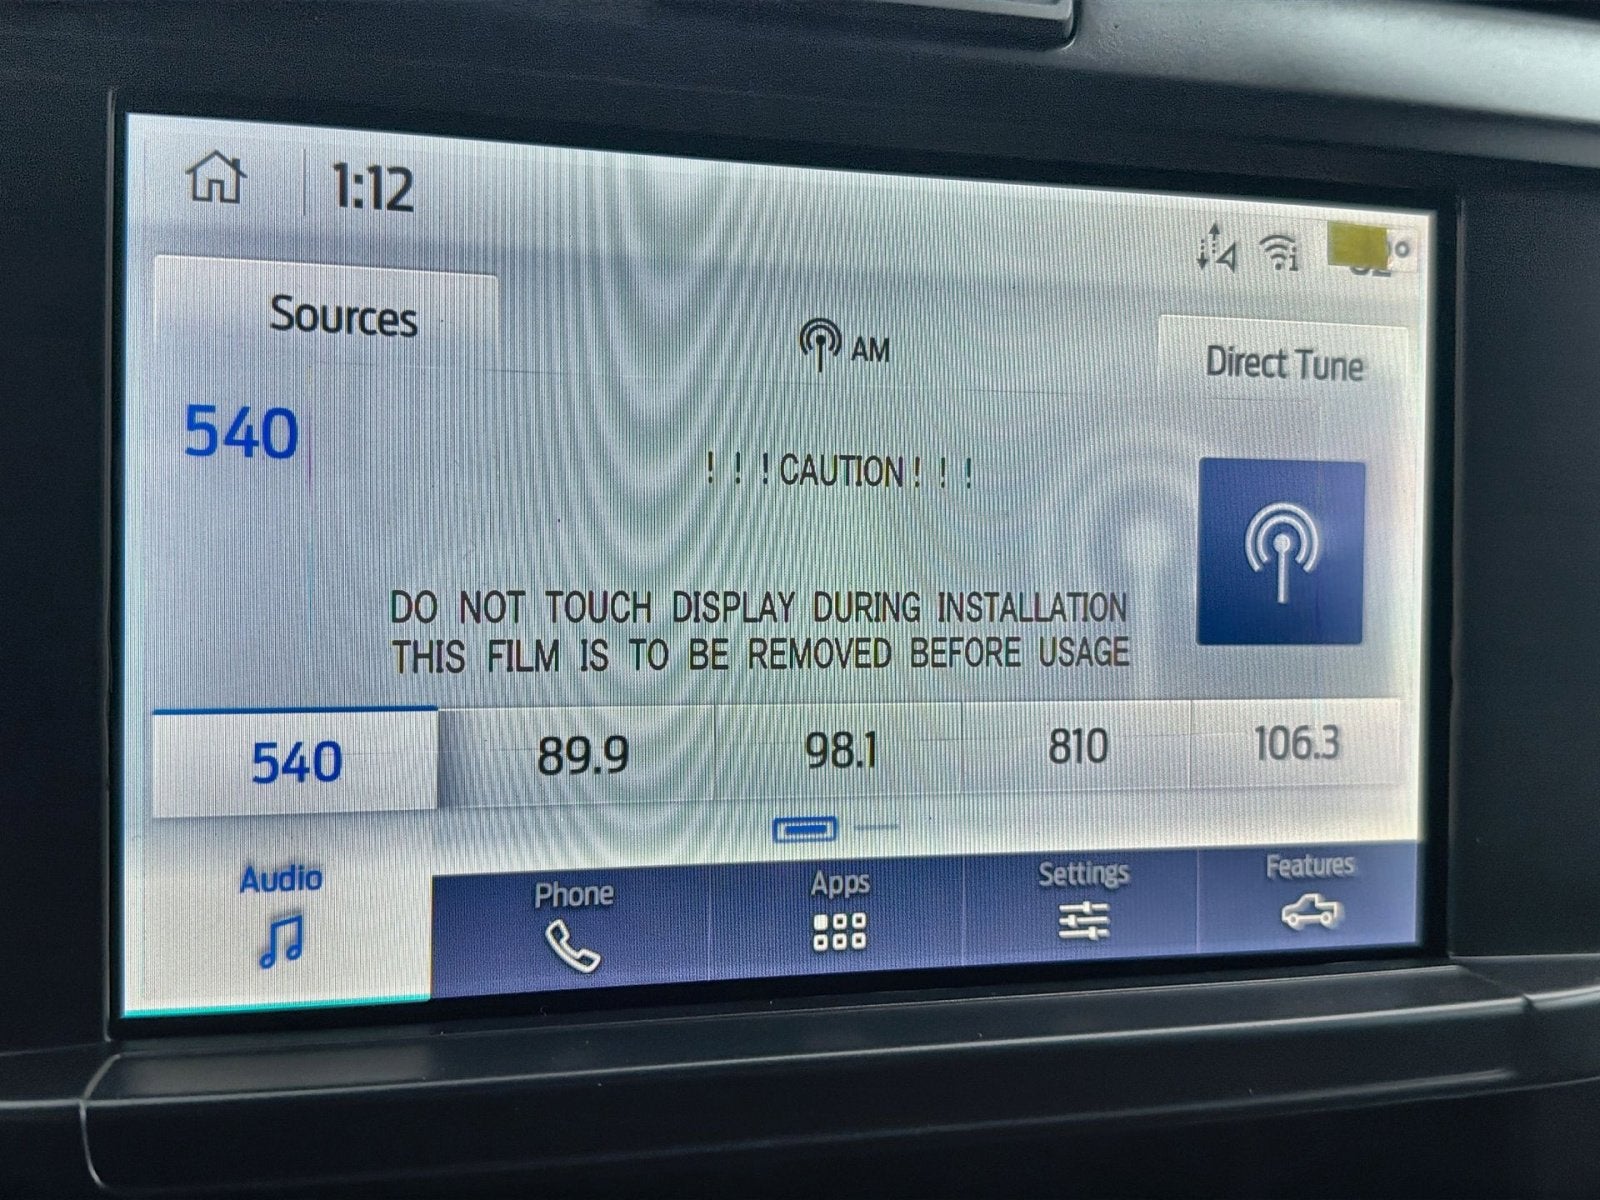 1:12
Sources
AM
Direct Tune
540
! ! ! CAUTION ! ! !
DO NOT TOUCH DISPLAY DURING INSTALLATION
THIS FILM IS TO BE REMOVED BEFORE USAGE
540 89.9 98.1 810 106.3
Audio Phone Apps Settings Features